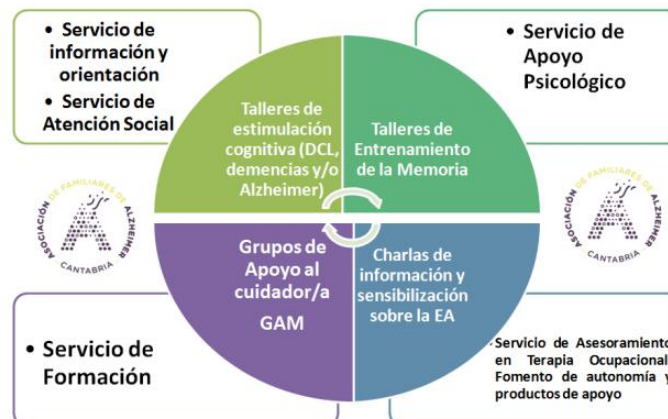 • Servicio de
información y
orientación
• Servicio de
Atención Social
• Servicio de
Apoyo
Psicológico
Talleres de
estimulación
cognitiva (DCL,
demencias y/o
Alzheimer)
Talleres de
Entrenamiento
de la Memoria
ASOCIACIÓN DE FAMILIARES DE ALZHEIMER
CANTABRIA
ASOCIACIÓN DE FAMILIARES DE ALZHEIMER
CANTABRIA
Grupos de
Apoyo al
cuidador/a
GAM
Charlas de
información y
sensibilización
sobre la EA
• Servicio de
Formación
Servicio de Asesoramiento
en Terapia Ocupacional
Fomento de autonomía y
productos de apoyo